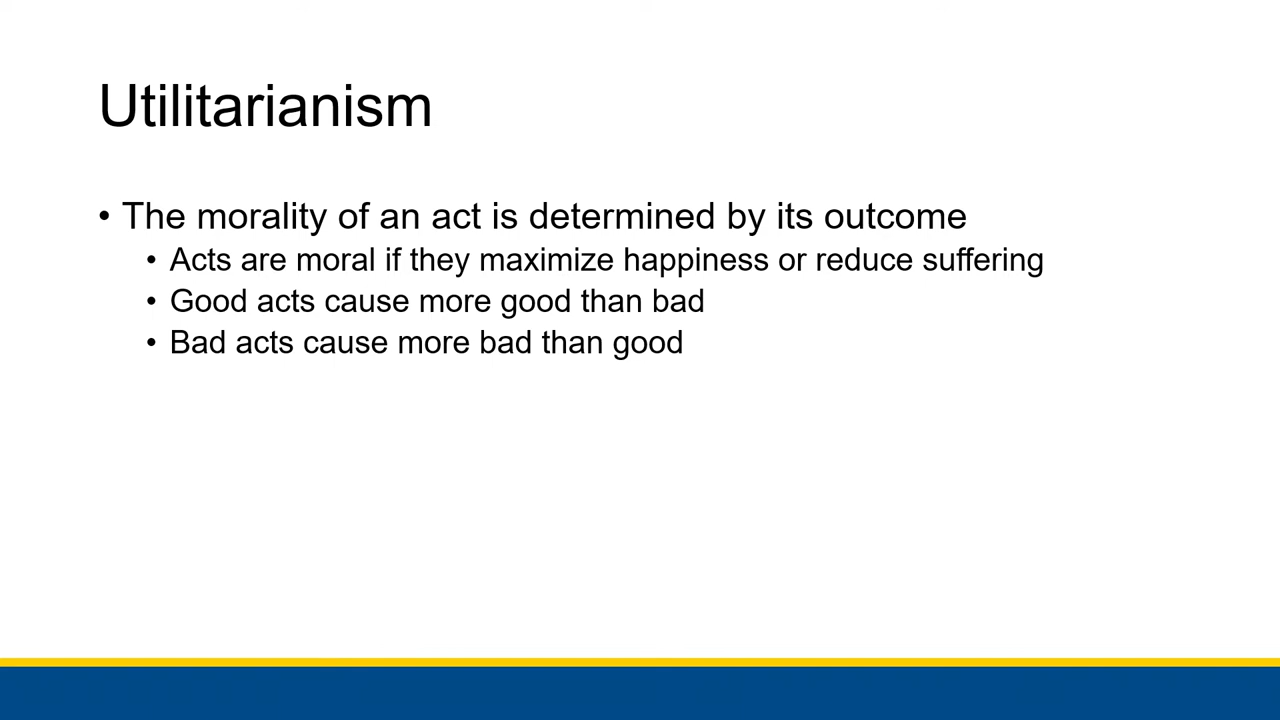 Utilitarianism
• The morality of an act is determined by its outcome
• Acts are moral if they maximize happiness or reduce suffering
• Good acts cause more good than bad
• Bad acts cause more bad than good